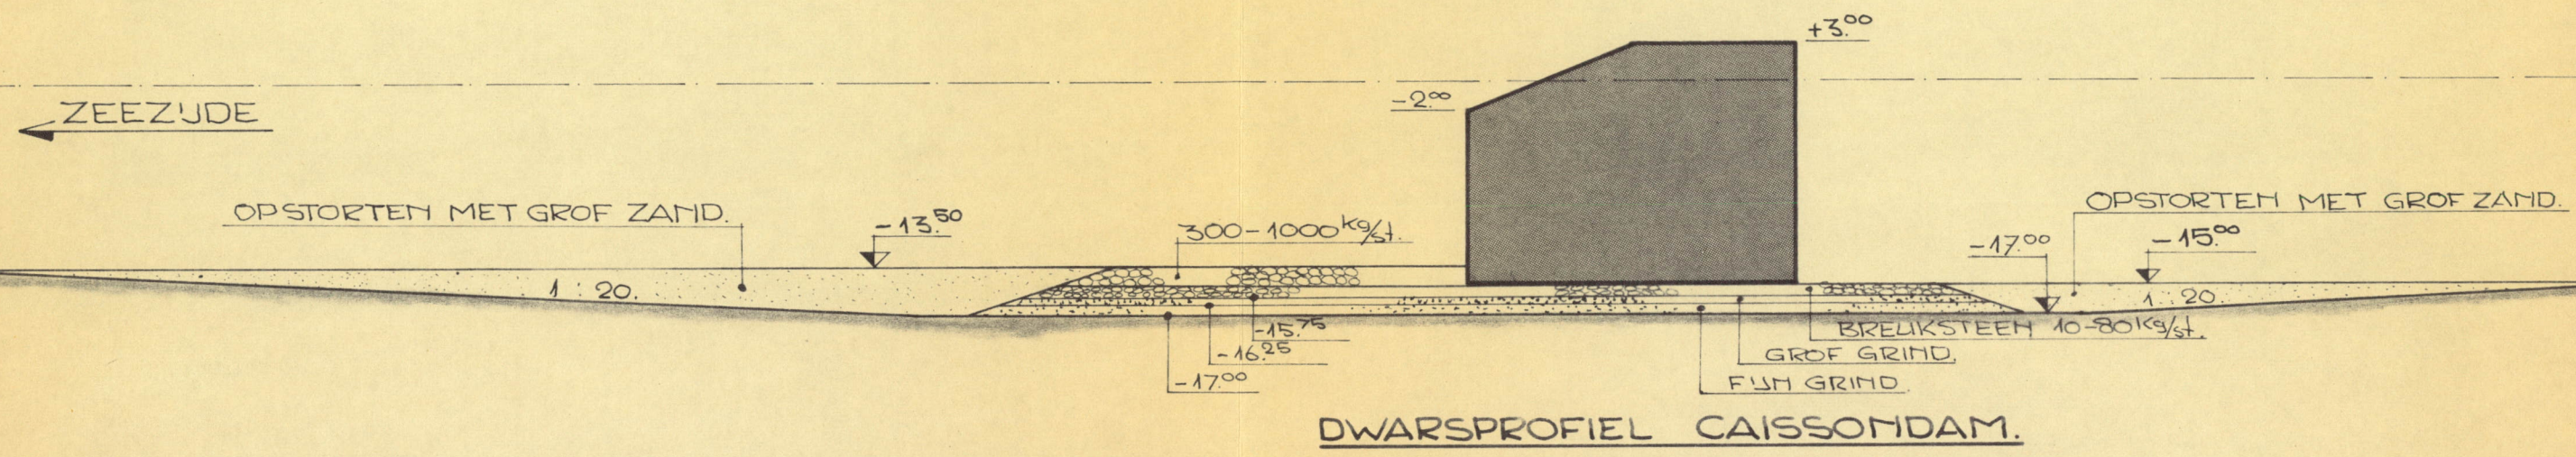 +3.00
-2.00
ZEEZIJDE
OPSTORTEN MET GROF ZAND.
-13.50
300-1000 Kg/st.
OPSTORTEN MET GROF ZAND.
-17.00
-15.00
1 : 20.
1 : 20.
-15.75
-16.25
-17.00
BREUKSTEEN 10-80 Kg/st.
GROF GRIND.
FIJN GRIND.
DWARSPROFIEL CAISSONDAM.